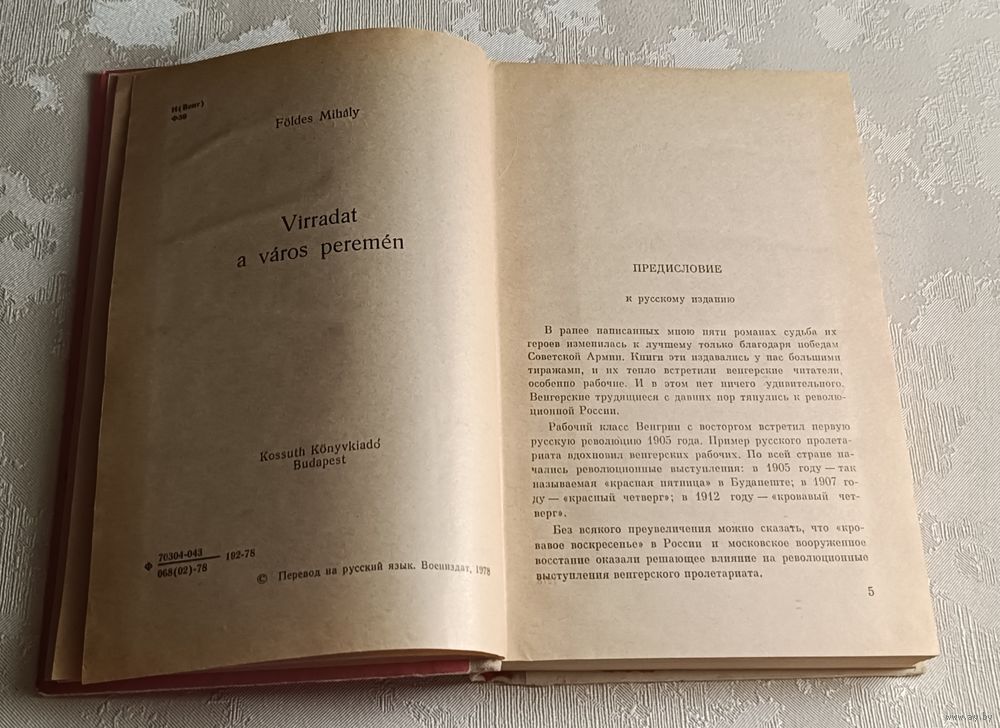 И(Венг)
Ф39
Földes Mihály
Virradat
a város peremén
Kossuth Könyvkiadó
Budapest
Ф 70304-043
068(02)-78
192-78
© Перевод на русский язык. Воениздат, 1978
ПРЕДИСЛОВИЕ
к русскому изданию
В ранее написанных мною пяти романах судьба их
героев изменилась к лучшему только благодаря победам
Советской Армии. Книги эти издавались у нас большими
тиражами, и их тепло встретили венгерские читатели,
особенно рабочие. И в этом нет ничего удивительного.
Венгерские трудящиеся с давних пор тянулись к револю-
ционной России.
Рабочий класс Венгрии с восторгом встретил первую
русскую революцию 1905 года. Пример русского пролета-
риата вдохновил венгерских рабочих. По всей стране на-
чались революционные выступления: в 1905 году — так
называемая «красная пятница» в Будапеште; в 1907 го-
ду — «красный четверг»; в 1912 году — «кровавый чет-
верг».
Без всякого преувеличения можно сказать, что «кро-
вавое воскресенье» в России и московское вооруженное
восстание оказали решающее влияние на революционные
выступления венгерского пролетариата.
5
www.ay.by